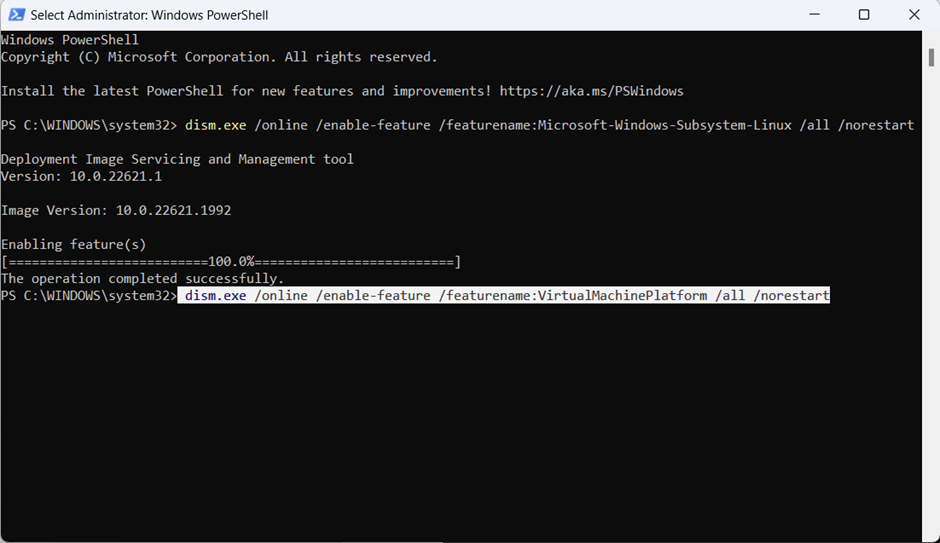 Select Administrator: Windows PowerShell
Windows PowerShell
Copyright (C) Microsoft Corporation. All rights reserved.
Install the latest PowerShell for new features and improvements! https://aka.ms/PSWindows
PS C:\WINDOWS\system32> dism.exe /online /enable-feature /featurename:Microsoft-Windows-Subsystem-Linux /all /norestart
Deployment Image Servicing and Management tool
Version: 10.0.22621.1
Image Version: 10.0.22621.1992
Enabling feature(s)
[==========================100.0%==========================]
The operation completed successfully.
PS C:\WINDOWS\system32> dism.exe /online /enable-feature /featurename:VirtualMachinePlatform /all /norestart